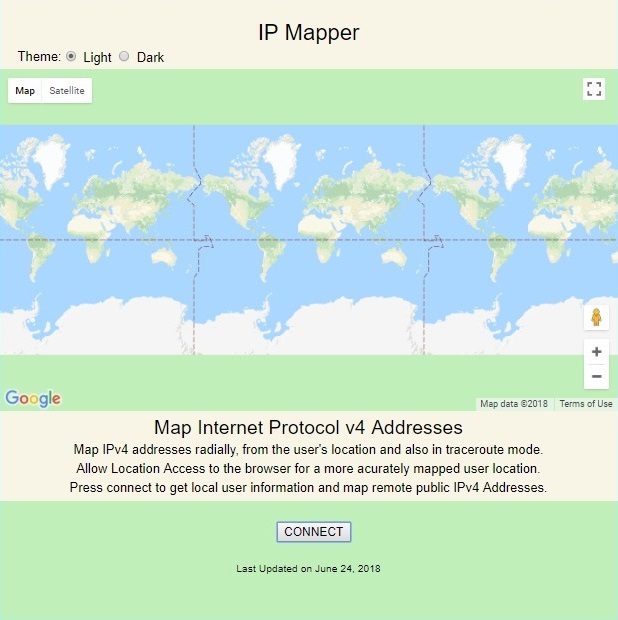 IP Mapper
Theme: Light Dark
Map Satellite
Google
Map data ©2018 Terms of Use
Map Internet Protocol v4 Addresses
Map IPv4 addresses radially, from the user's location and also in traceroute mode.
Allow Location Access to the browser for a more acurately mapped user location.
Press connect to get local user information and map remote public IPv4 Addresses.
CONNECT
Last Updated on June 24, 2018